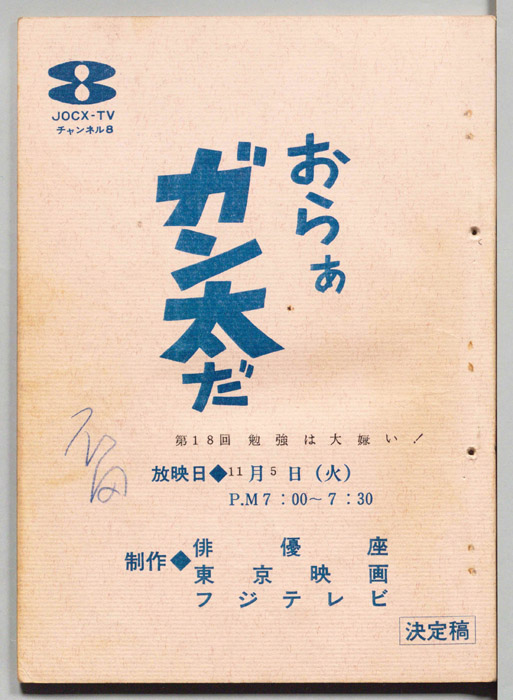 8
JOCX-TV
チャンネル8
おらぁ
ガン太だ
第18回 勉強は大嫌い!
放映日◆11月5日(火)
P.M7:00~7:30
制作◆俳優座
東京映画
フジテレビ
決定稿